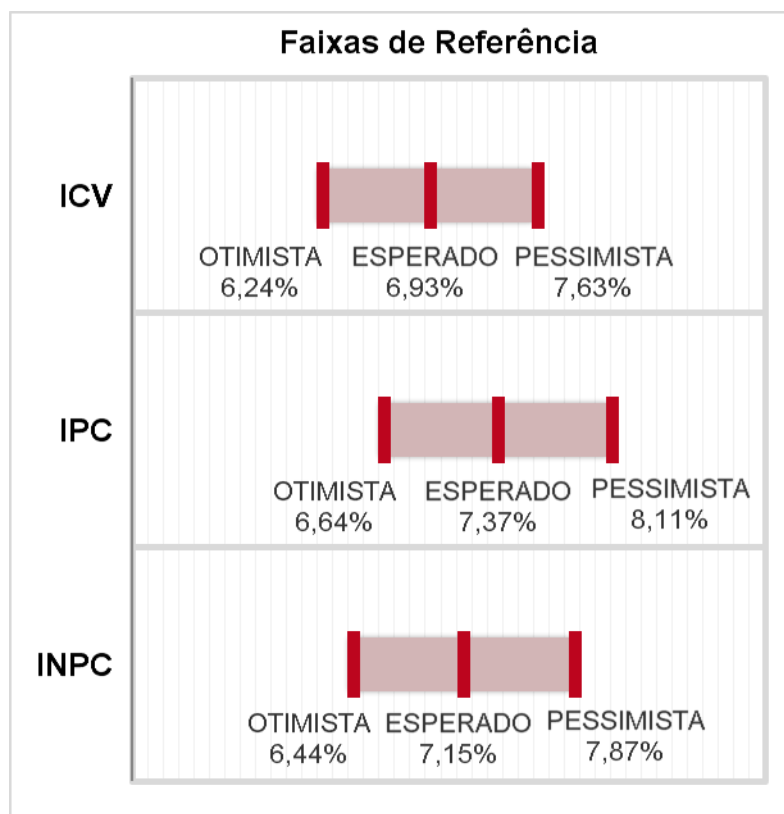 Faixas de Referência
ICV
OTIMISTA ESPERADO PESSIMISTA
6,24% 6,93% 7,63%
IPC
OTIMISTA ESPERADO PESSIMISTA
6,64% 7,37% 8,11%
INPC
OTIMISTA ESPERADO PESSIMISTA
6,44% 7,15% 7,87%